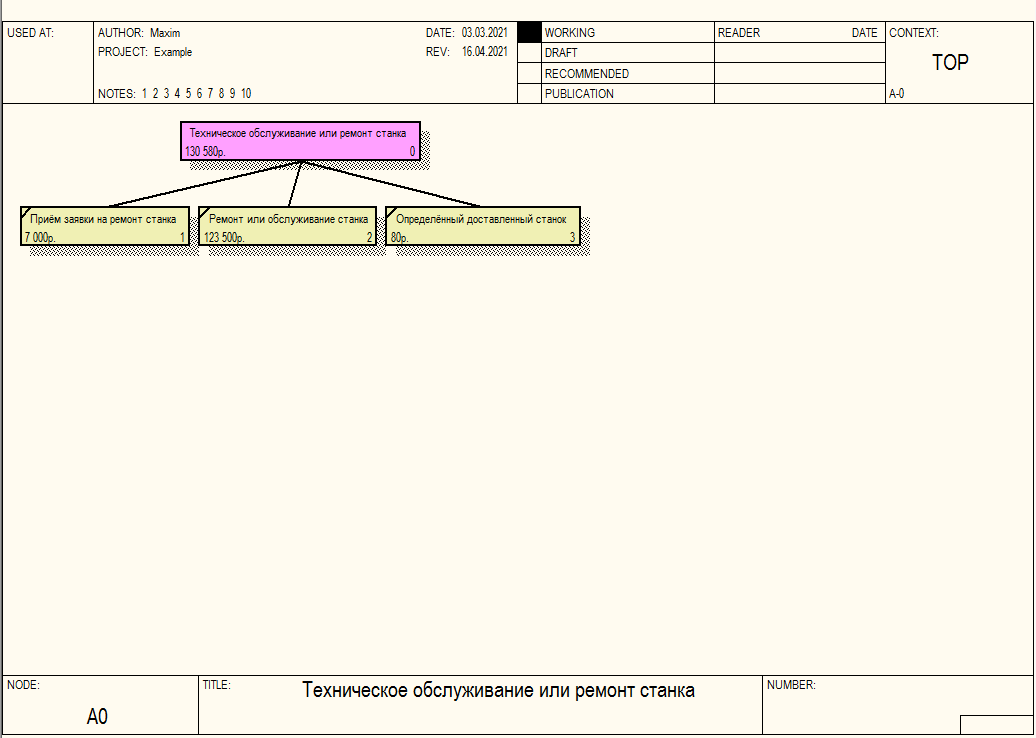 USED AT:
AUTHOR: Maxim
DATE: 03.03.2021
PROJECT: Example
REV: 16.04.2021
NOTES: 1 2 3 4 5 6 7 8 9 10
WORKING
DRAFT
RECOMMENDED
PUBLICATION
READER DATE
CONTEXT:
TOP
A-0
Техническое обслуживание или ремонт станка
130 580р. 0
Приём заявки на ремонт станка
7 000р. 1
Ремонт или обслуживание станка
123 500р. 2
Определённый доставленный станок
80р. 3
NODE:
A0
TITLE:
Техническое обслуживание или ремонт станка
NUMBER: